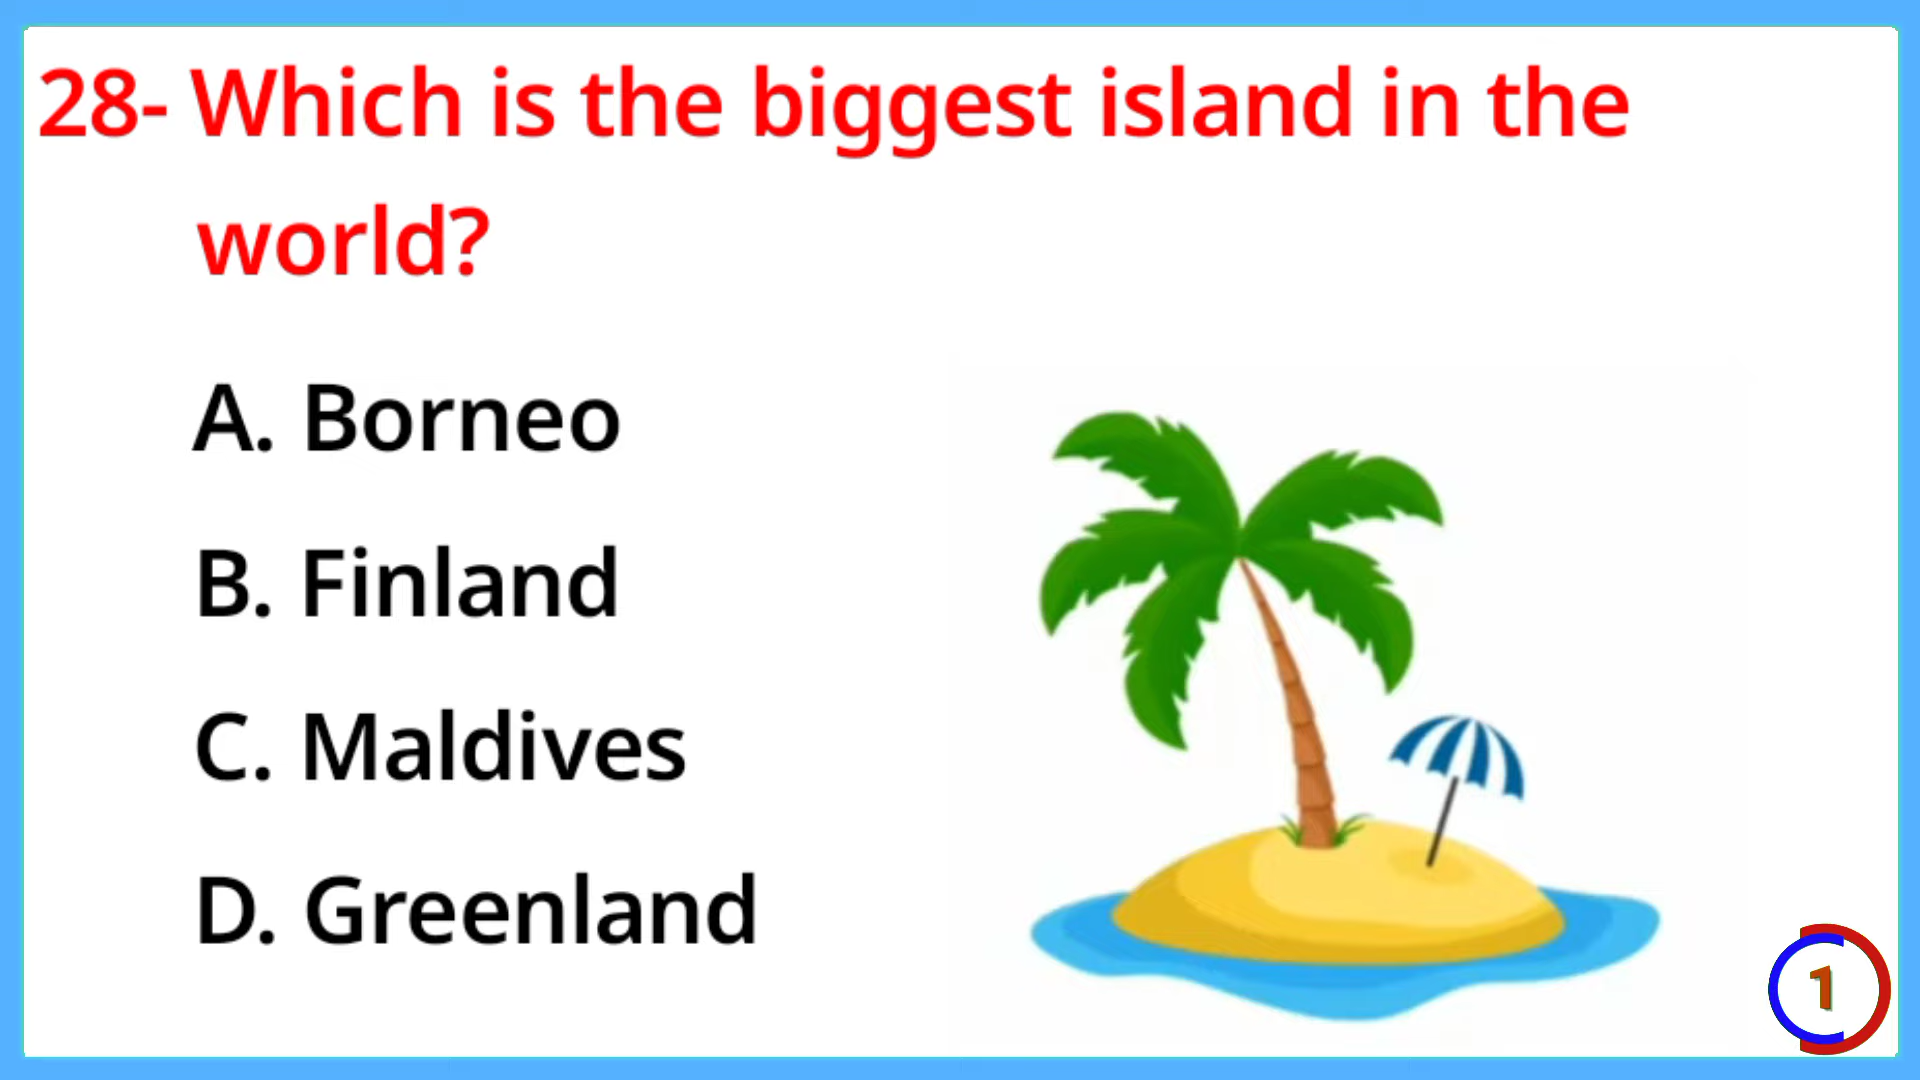 28- Which is the biggest island in the
world?
A. Borneo
B. Finland
C. Maldives
D. Greenland
1